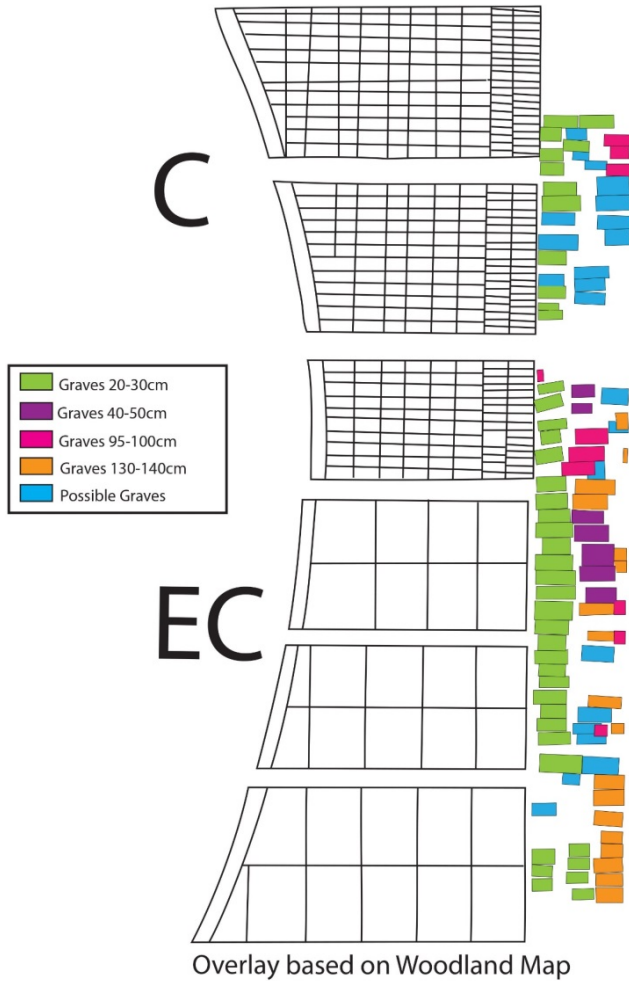 C
Graves 20-30cm
Graves 40-50cm
Graves 95-100cm
Graves 130-140cm
Possible Graves
EC
Overlay based on Woodland Map